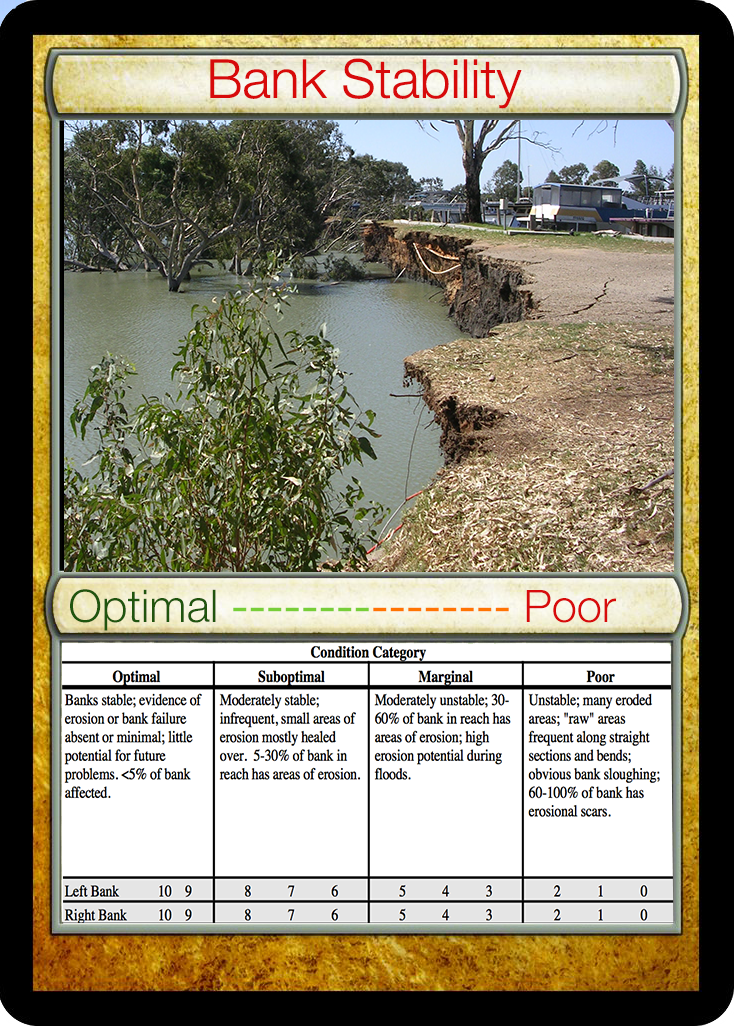 Bank Stability
Optimal ---------------- Poor
Condition Category
Optimal
Suboptimal
Marginal
Poor
Banks stable; evidence of
erosion or bank failure
absent or minimal; little
potential for future
problems. <5% of bank
affected.
Moderately stable;
infrequent, small areas of
erosion mostly healed
over. 5-30% of bank in
reach has areas of erosion.
Moderately unstable; 30-
60% of bank in reach has
areas of erosion; high
erosion potential during
floods.
Unstable; many eroded
areas; "raw" areas
frequent along straight
sections and bends;
obvious bank sloughing;
60-100% of bank has
erosional scars.
Left Bank 10 9 8 7 6 5 4 3 2 1 0
Right Bank 10 9 8 7 6 5 4 3 2 1 0